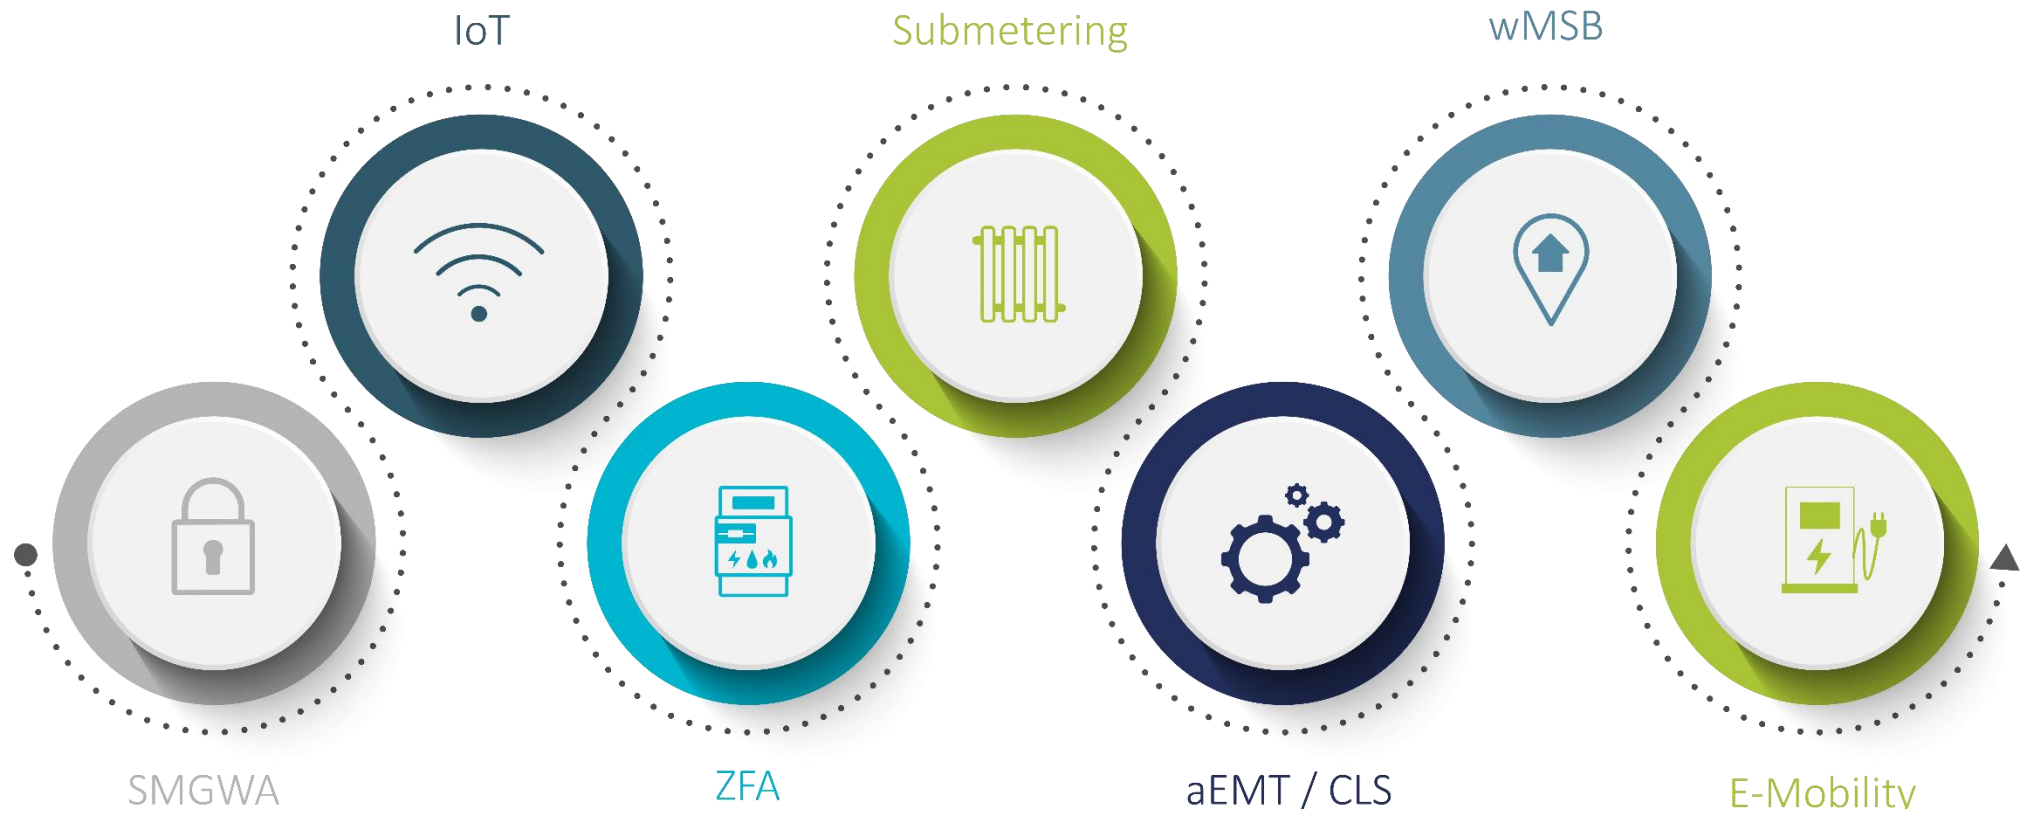 IoT
Submetering
wMSB
SMGWA
ZFA
aEMT / CLS
E-Mobility